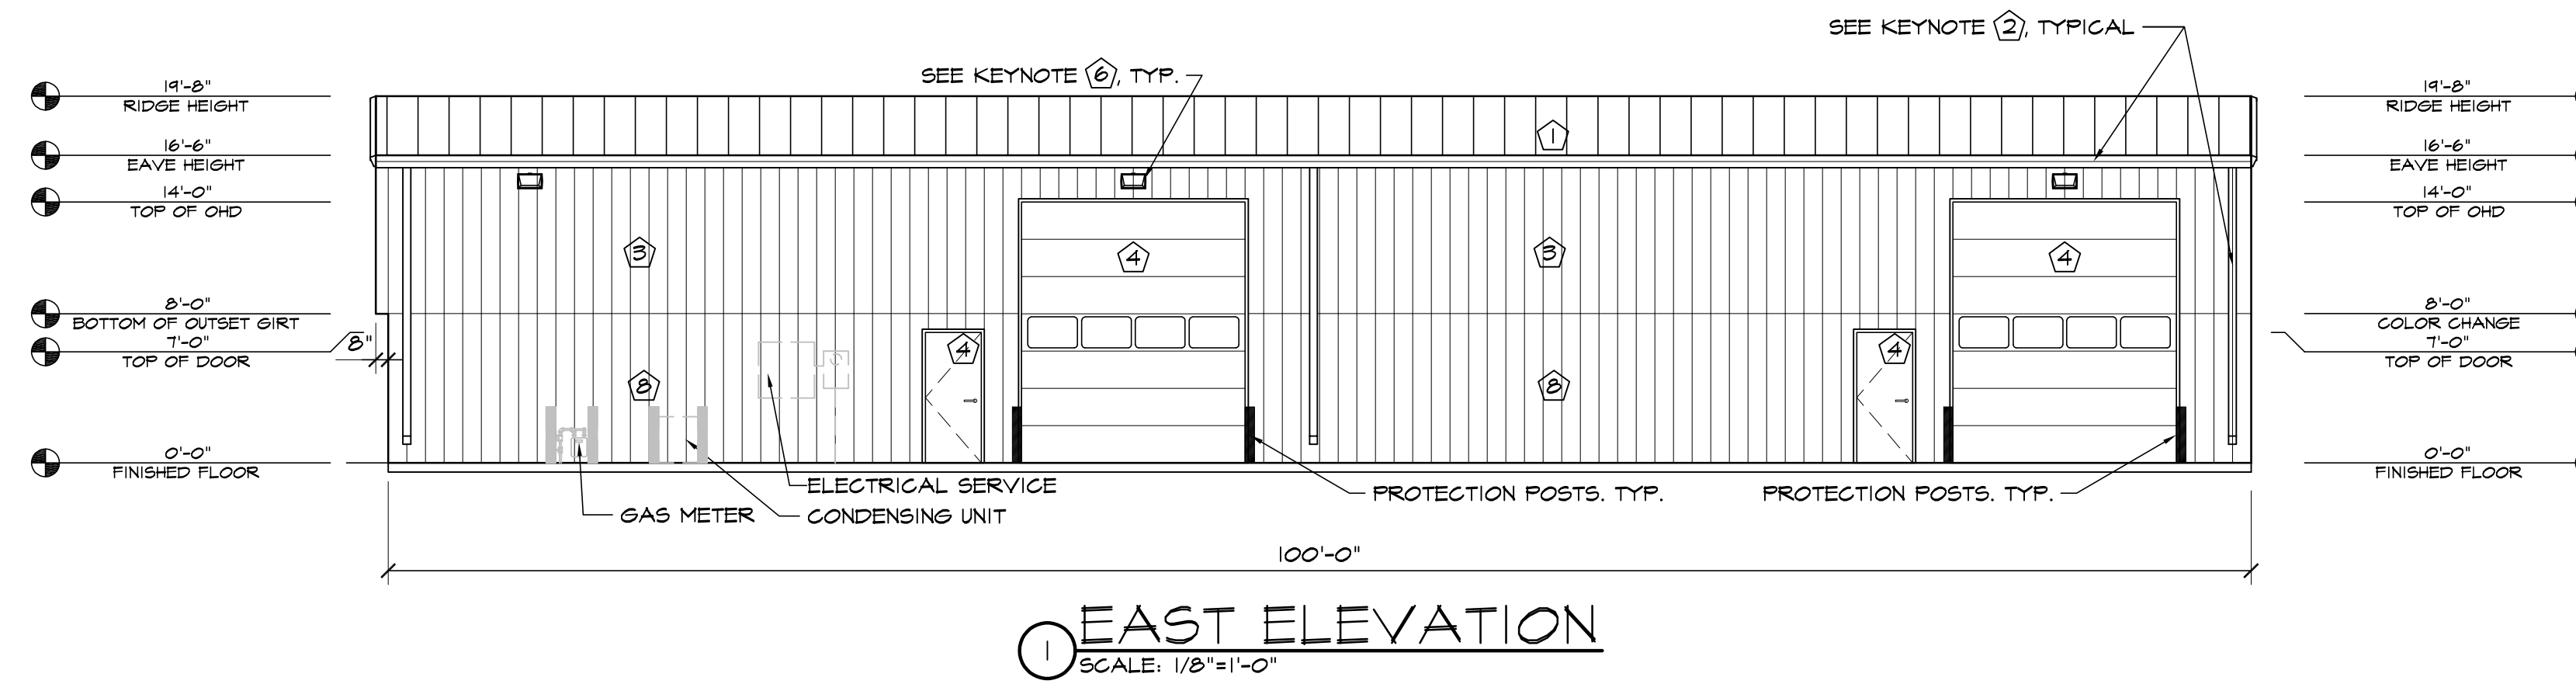 SEE KEYNOTE 2, TYPICAL
SEE KEYNOTE 6, TYP.
19'-8"
RIDGE HEIGHT
16'-6"
EAVE HEIGHT
14'-0"
TOP OF OHD
8'-0"
BOTTOM OF OUTSET GIRT
7'-0"
TOP OF DOOR
8"
0'-0"
FINISHED FLOOR
1
3
4
3
4
4
4
8
8
19'-8"
RIDGE HEIGHT
16'-6"
EAVE HEIGHT
14'-0"
TOP OF OHD
8'-0"
COLOR CHANGE
7'-0"
TOP OF DOOR
0'-0"
FINISHED FLOOR
ELECTRICAL SERVICE
GAS METER
CONDENSING UNIT
PROTECTION POSTS. TYP.
PROTECTION POSTS. TYP.
100'-0"
1
EAST ELEVATION
SCALE: 1/8"=1'-0"